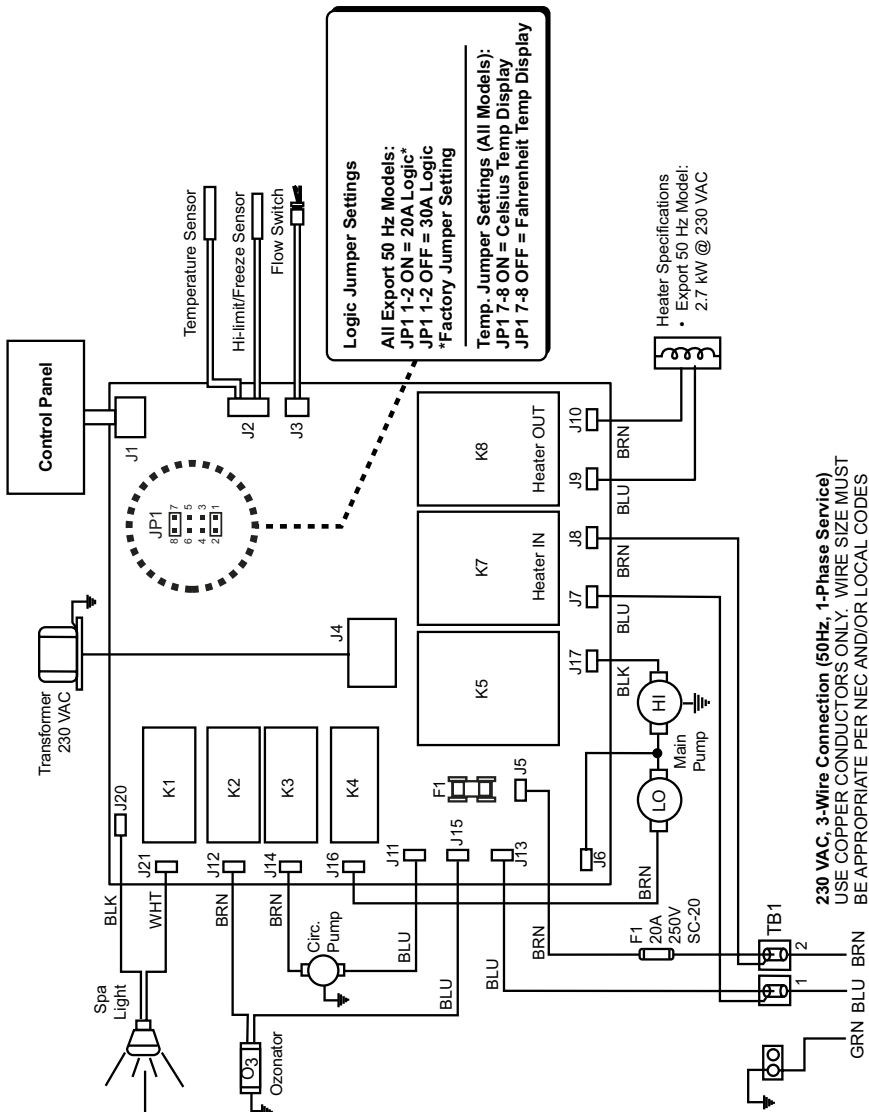 Control Panel
Transformer
230 VAC
Temperature Sensor
Hi-limit/Freeze Sensor
Flow Switch
Logic Jumper Settings
All Export 50 Hz Models:
JP1 1-2 ON = 20A Logic*
JP1 1-2 OFF = 30A Logic
*Factory Jumper Setting
Temp. Jumper Settings (All Models):
JP1 7-8 ON = Celsius Temp Display
JP1 7-8 OFF = Fahrenheit Temp Display
JP1
8 7
6 5
4 3
2 1
J1
J2
J3
J4
J20
J21
J12
J14
J16
J11
J15
J13
J5
J6
J17
J7
J8
J9
J10
K1
K2
K3
K4
K5
K7
Heater IN
K8
Heater OUT
F1
Spa
Light
BLK
WHT
BRN
BRN
Circ.
Pump
BLU
BLU
BLU
BRN
BRN
O3
Ozonator
LO
HI
Main
Pump
BLK
BLU
BRN
BLU
BRN
Heater Specifications
• Export 50 Hz Model:
2.7 kW @ 230 VAC
F1
20A
250V
SC-20
TB1
1
2
GRN BLU BRN
230 VAC, 3-Wire Connection (50Hz, 1-Phase Service)
USE COPPER CONDUCTORS ONLY. WIRE SIZE MUST
BE APPROPRIATE PER NEC AND/OR LOCAL CODES